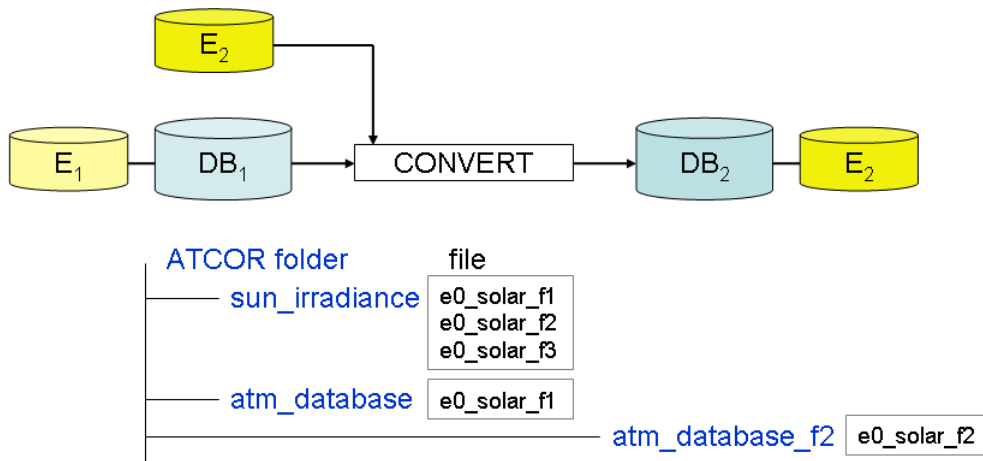 E₂
E₁ DB₁ CONVERT DB₂ E₂
ATCOR folder file
sun_irradiance e0_solar_f1
e0_solar_f2
e0_solar_f3
atm_database e0_solar_f1
atm_database_f2 e0_solar_f2